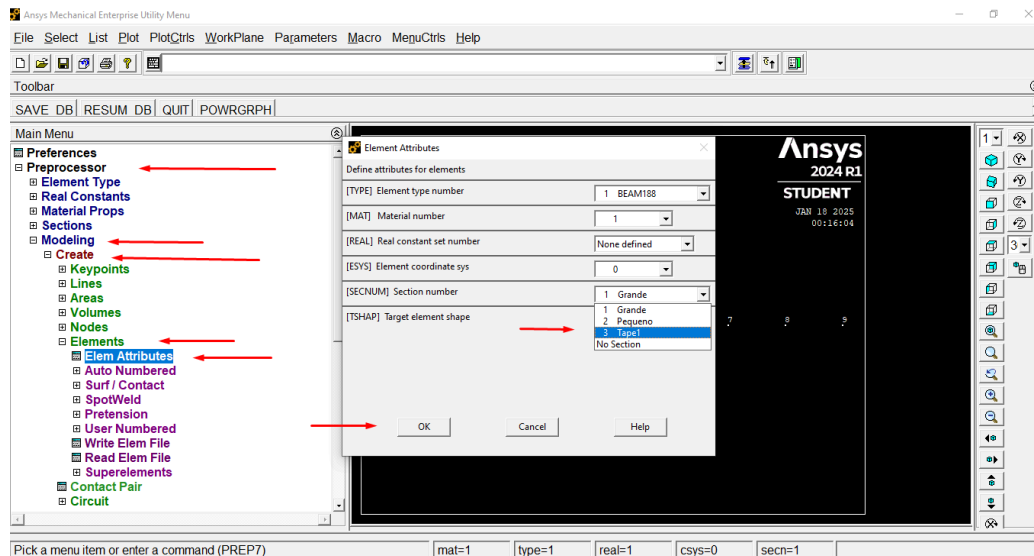 Ansys Mechanical Enterprise Utility Menu
File Select List Plot PlotCtrls WorkPlane Parameters Macro MenuCtrls Help
Toolbar
SAVE_DB RESUM_DB QUIT POWRGRPH
Main Menu
Preferences
Preprocessor
Element Type
Real Constants
Material Props
Sections
Modeling
Create
Keypoints
Lines
Areas
Volumes
Nodes
Elements
Elem Attributes
Auto Numbered
Surf / Contact
SpotWeld
Pretension
User Numbered
Write Elem File
Read Elem File
Superelements
Contact Pair
Circuit
Element Attributes
Define attributes for elements
[TYPE] Element type number 1 BEAM188
[MAT] Material number 1
[REAL] Real constant set number None defined
[ESYS] Element coordinate sys 0
[SECNUM] Section number 1 Grande
1 Grande
2 Pequeno
3 Tape1
No Section
[TSHAP] Target element shape
OK Cancel Help
Ansys
2024 R1
STUDENT
JAN 18 2025
00:16:04
7 8 9
1
3
Pick a menu item or enter a command (PREP7) mat=1 type=1 real=1 csys=0 secn=1